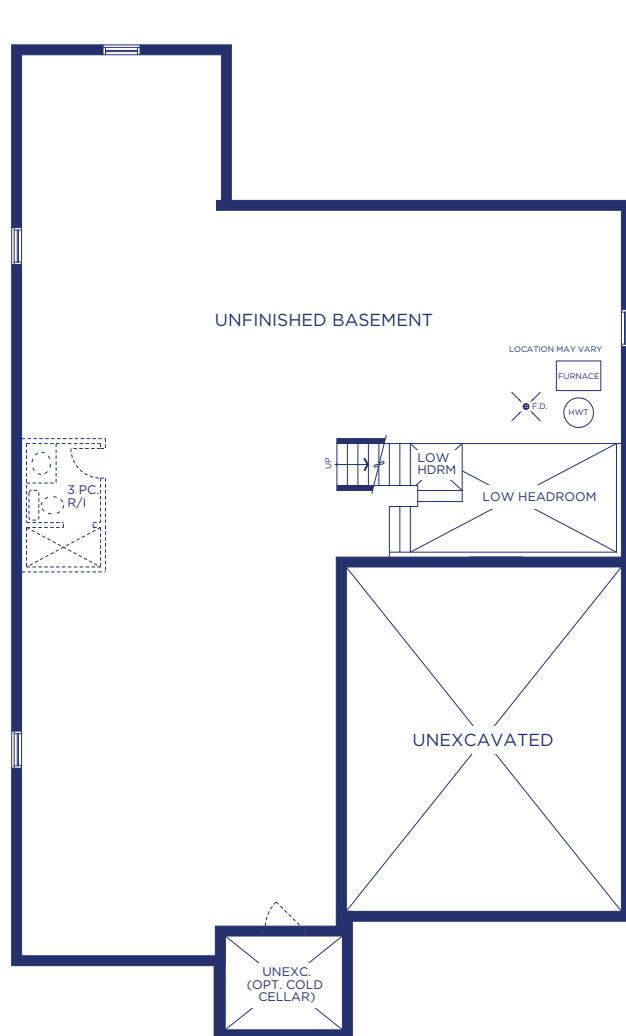 UNFINISHED BASEMENT
LOCATION MAY VARY
FURNACE
F.D.
HWT
UP
LOW
HDRM
LOW HEADROOM
3 PC.
R/I
UNEXCAVATED
UNEXC.
(OPT. COLD
CELLAR)